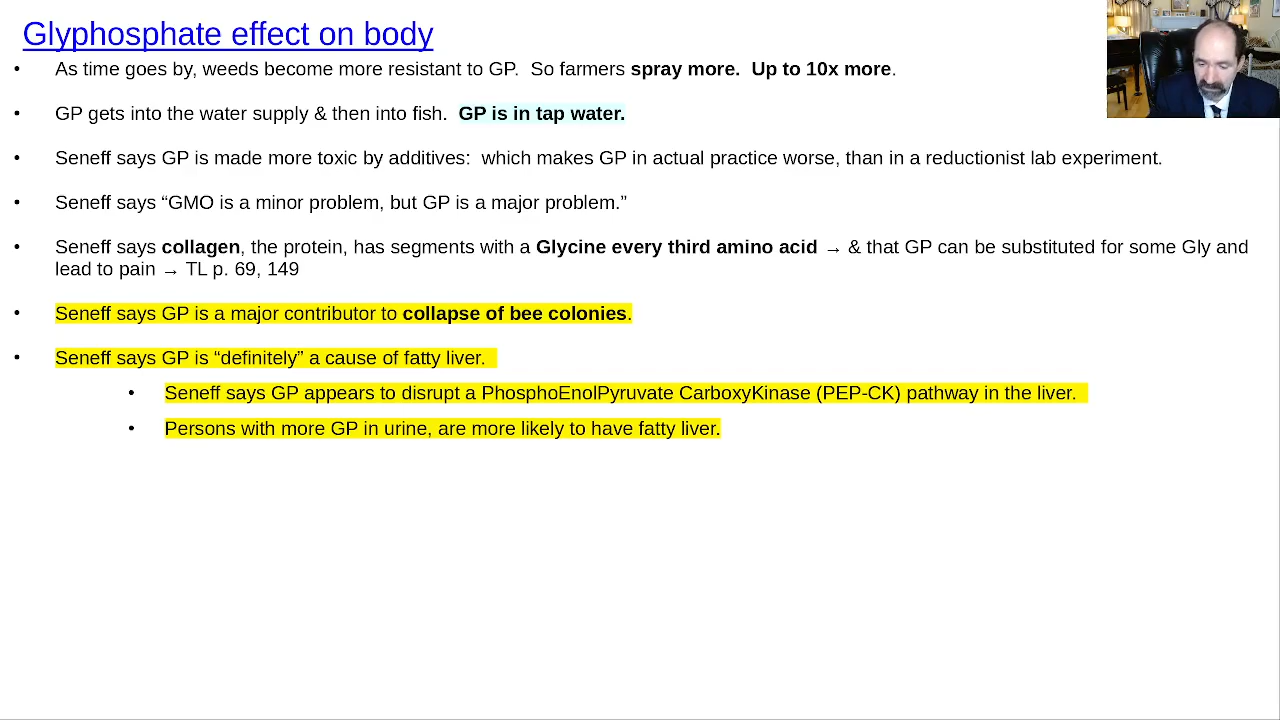 Glyphosphate effect on body
• As time goes by, weeds become more resistant to GP.  So farmers spray more.  Up to 10x more.
• GP gets into the water supply & then into fish.  GP is in tap water.
• Seneff says GP is made more toxic by additives:  which makes GP in actual practice worse, than in a reductionist lab experiment.
• Seneff says “GMO is a minor problem, but GP is a major problem.”
• Seneff says collagen, the protein, has segments with a Glycine every third amino acid → & that GP can be substituted for some Gly and
lead to pain → TL p. 69, 149
• Seneff says GP is a major contributor to collapse of bee colonies.
• Seneff says GP is “definitely” a cause of fatty liver.
• Seneff says GP appears to disrupt a PhosphoEnolPyruvate CarboxyKinase (PEP-CK) pathway in the liver.
• Persons with more GP in urine, are more likely to have fatty liver.